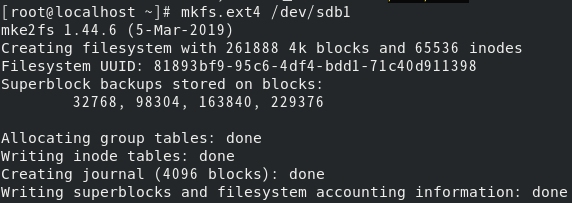 [root@localhost ~]# mkfs.ext4 /dev/sdb1
mke2fs 1.44.6 (5-Mar-2019)
Creating filesystem with 261888 4k blocks and 65536 inodes
Filesystem UUID: 81893bf9-95c6-4df4-bdd1-71c40d911398
Superblock backups stored on blocks:
        32768, 98304, 163840, 229376

Allocating group tables: done
Writing inode tables: done
Creating journal (4096 blocks): done
Writing superblocks and filesystem accounting information: done